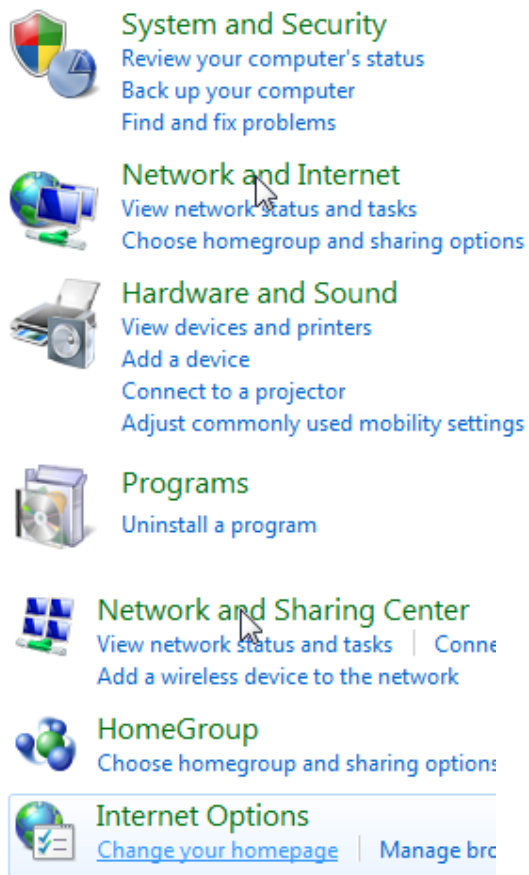 System and Security
Review your computer's status
Back up your computer
Find and fix problems
Network and Internet
View network status and tasks
Choose homegroup and sharing options
Hardware and Sound
View devices and printers
Add a device
Connect to a projector
Adjust commonly used mobility settings
Programs
Uninstall a program
Network and Sharing Center
View network status and tasks Conne
Add a wireless device to the network
HomeGroup
Choose homegroup and sharing options
Internet Options
Change your homepage Manage bro